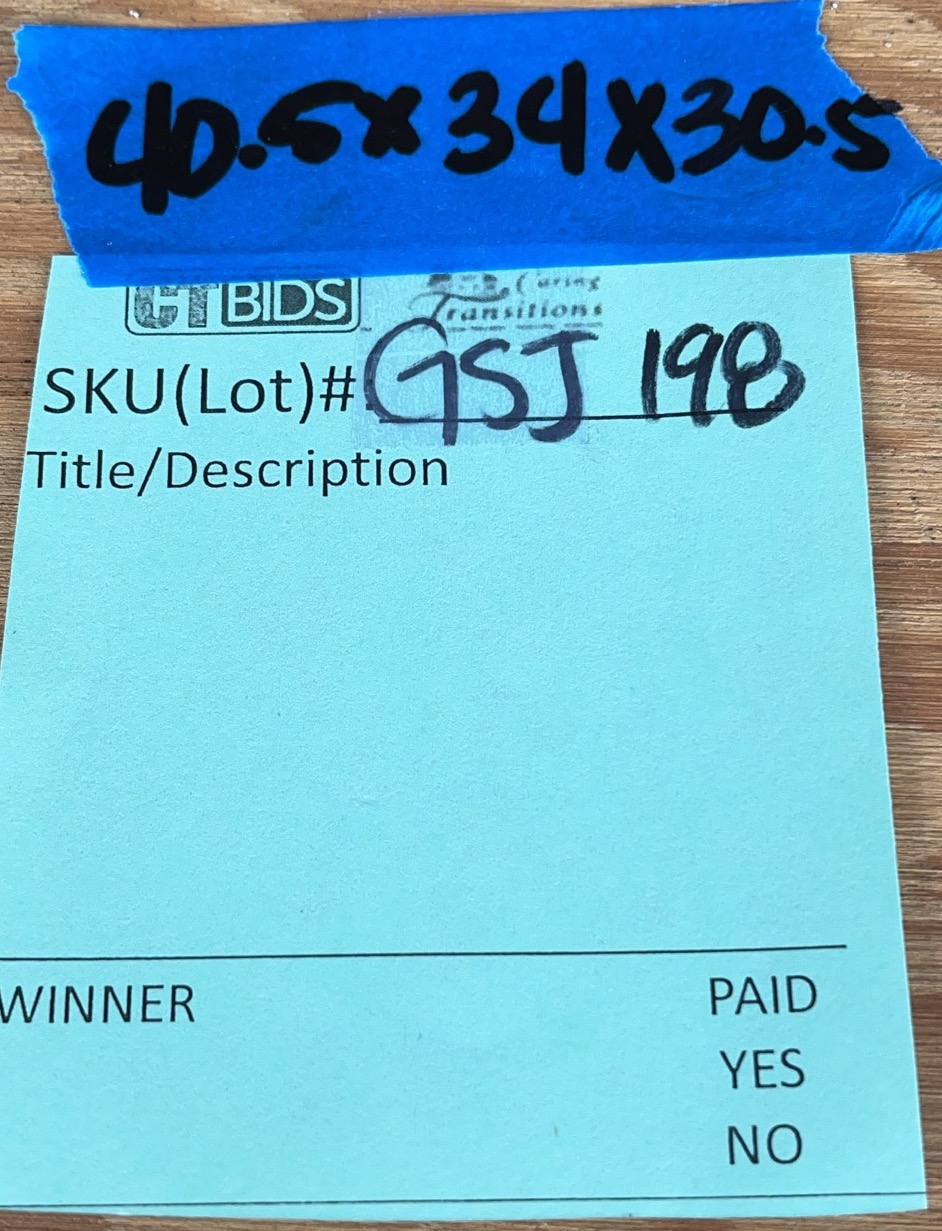 40.5x34x30.5
CTBIDS Caring
Transitions
SKU(Lot)#: GSJ 198
Title/Description
WINNER PAID
YES
NO